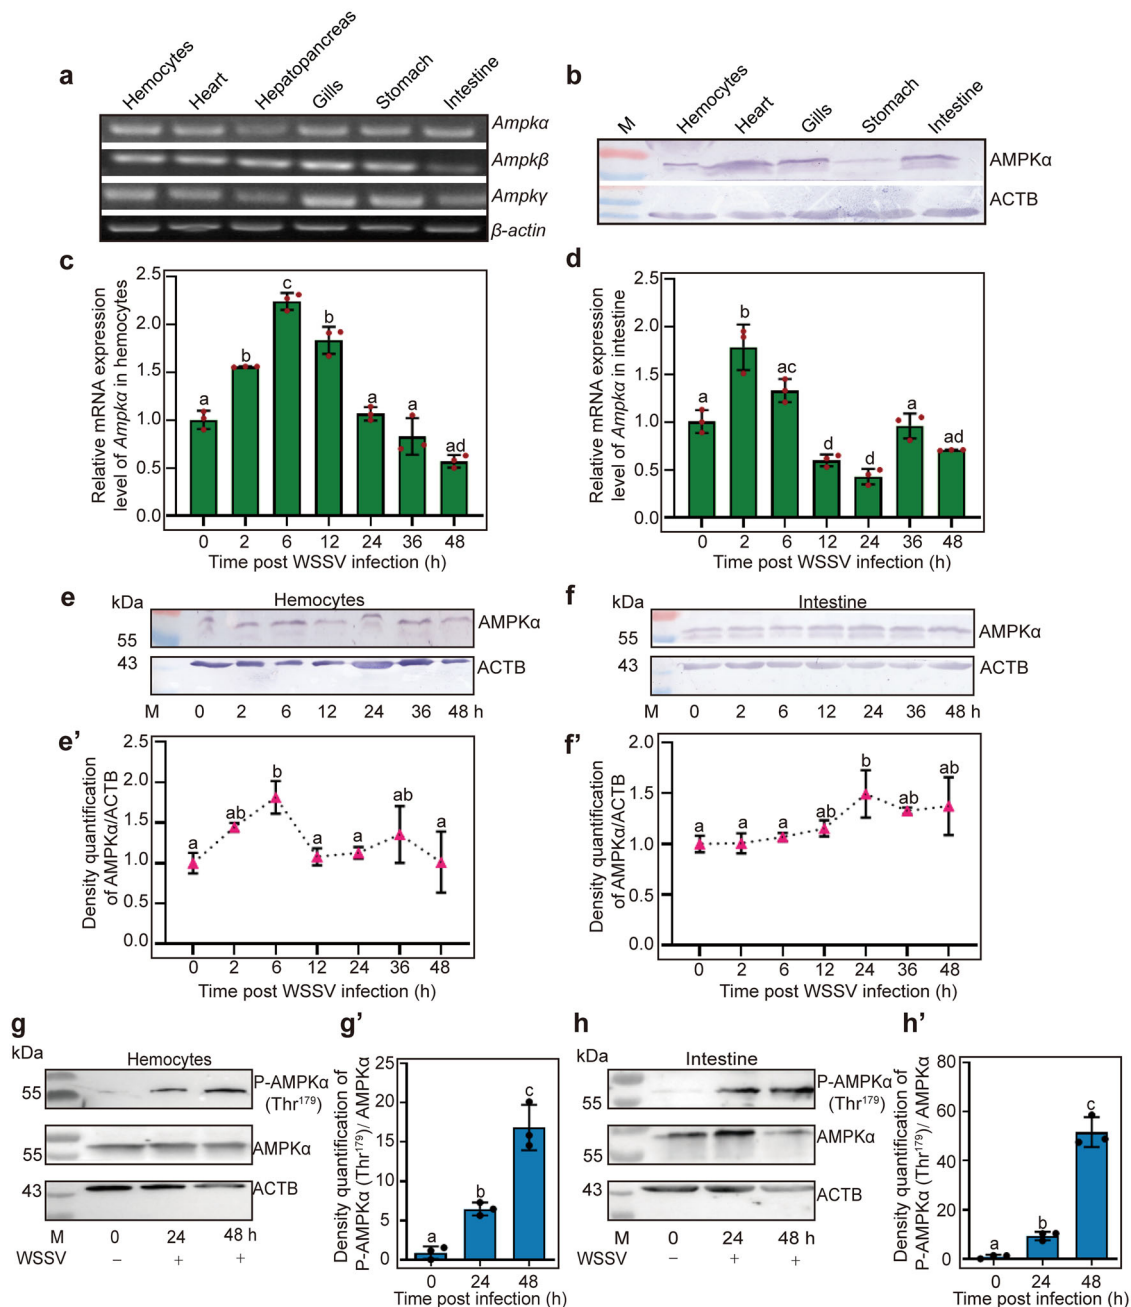 a
Hemocytes
Heart
Hepatopancreas
Gills
Stomach
Intestine
Ampkα
Ampkβ
Ampkγ
β-actin
b
M
Hemocytes
Heart
Gills
Stomach
Intestine
AMPKα
ACTB
c
Relative mRNA expression
level of Ampkα in hemocytes
2.5
2.0
1.5
1.0
0.5
0.0
a
b
c
b
a
a
ad
0 2 6 12 24 36 48
Time post WSSV infection (h)
d
Relative mRNA expression
level of Ampkα in intestine
2.5
2.0
1.5
1.0
0.5
0.0
a
b
ac
d
d
a
ad
0 2 6 12 24 36 48
Time post WSSV infection (h)
e
kDa
Hemocytes
55
AMPKα
43
ACTB
M 0 2 6 12 24 36 48 h
f
kDa
Intestine
55
AMPKα
43
ACTB
M 0 2 6 12 24 36 48 h
e’
Density quantification
of AMPKα/ACTB
2.5
2.0
1.5
1.0
0.5
0.0
a
ab
b
a
a
ab
a
0 2 6 12 24 36 48
Time post WSSV infection (h)
f’
Density quantification
of AMPKα/ACTB
2.0
1.5
1.0
0.5
0.0
a
a
a
ab
b
ab
ab
0 2 6 12 24 36 48
Time post WSSV infection (h)
g
kDa
Hemocytes
55
P-AMPKα
(Thr¹⁷⁹)
55
AMPKα
43
ACTB
M 0 24 48 h
WSSV − + +
g’
Density quantification of
P-AMPKα (Thr¹⁷⁹)/ AMPKα
25
20
15
10
5
0
a
b
c
0 24 48
Time post infection (h)
h
kDa
Intestine
55
P-AMPKα
(Thr¹⁷⁹)
55
AMPKα
43
ACTB
M 0 24 48 h
WSSV − + +
h’
Density quantification of
P-AMPKα (Thr¹⁷⁹)/ AMPKα
80
60
40
20
0
a
b
c
0 24 48
Time post infection (h)